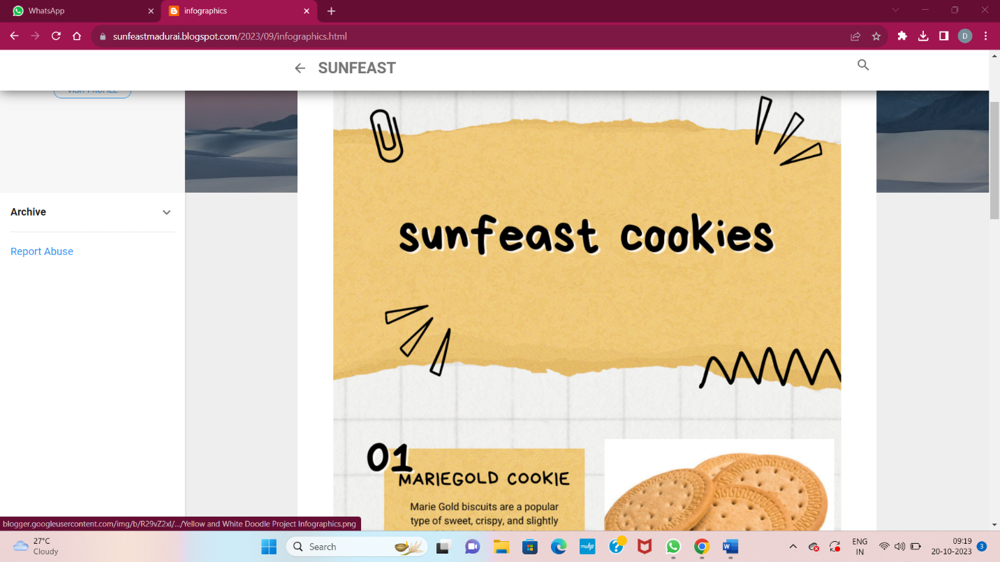 WhatsApp
infographics
sunfeastmadurai.blogspot.com/2023/09/infographics.html
D
SUNFEAST
VISIT PROFILE
Archive
Report Abuse
sunfeast cookies
01
MARIEGOLD COOKIE
Marie Gold biscuits are a popular
type of sweet, crispy, and slightly
blogger.googleusercontent.com/img/b/R29vZ2xl/.../Yellow and White Doodle Project Infographics.png
27°C
Cloudy
Search
myhp
ENG
IN
09:19
20-10-2023
3